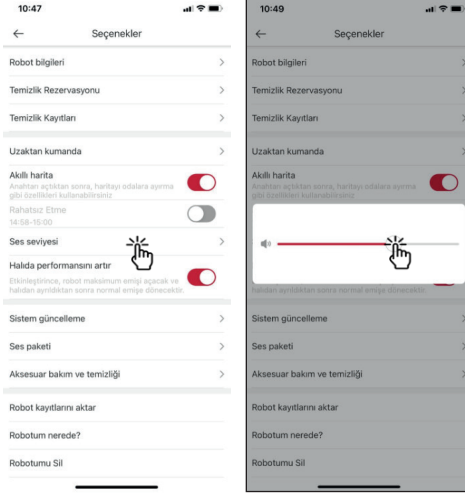 10:47
Seçenekler
Robot bilgileri
Temizlik Rezervasyonu
Temizlik Kayıtları
Uzaktan kumanda
Akıllı harita
Anahtarı açtıktan sonra, haritayı odalara ayırma
gibi özellikleri kullanabilirsiniz
Rahatsız Etme
14:58-15:00
Ses seviyesi
Halıda performansını artır
Etkinleştirince, robot maksimum emişi açacak ve
halıdan ayrıldıktan sonra normal emişe dönecektir.
Sistem güncelleme
Ses paketi
Aksesuar bakım ve temizliği
Robot kayıtlarını aktar
Robotum nerede?
Robotumu Sil
10:49
Seçenekler
Robot bilgileri
Temizlik Rezervasyonu
Temizlik Kayıtları
Uzaktan kumanda
Akıllı harita
Anahtarı açtıktan sonra, haritayı odalara ayırma
gibi özellikleri kullanabilirsiniz
halıdan ayrıldıktan sonra normal emişe dönecektir.
Sistem güncelleme
Ses paketi
Aksesuar bakım ve temizliği
Robot kayıtlarını aktar
Robotum nerede?
Robotumu Sil